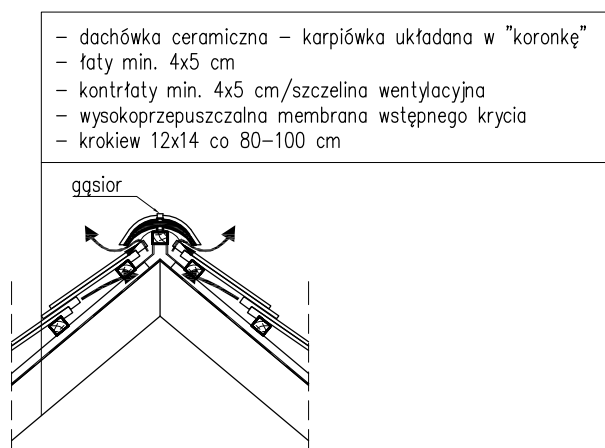 – dachówka ceramiczna – karpiówka układana w "koronkę"
– łaty min. 4x5 cm
– kontrłaty min. 4x5 cm/szczelina wentylacyjna
– wysokoprzepuszczalna membrana wstępnego krycia
– krokiew 12x14 co 80–100 cm
gąsior